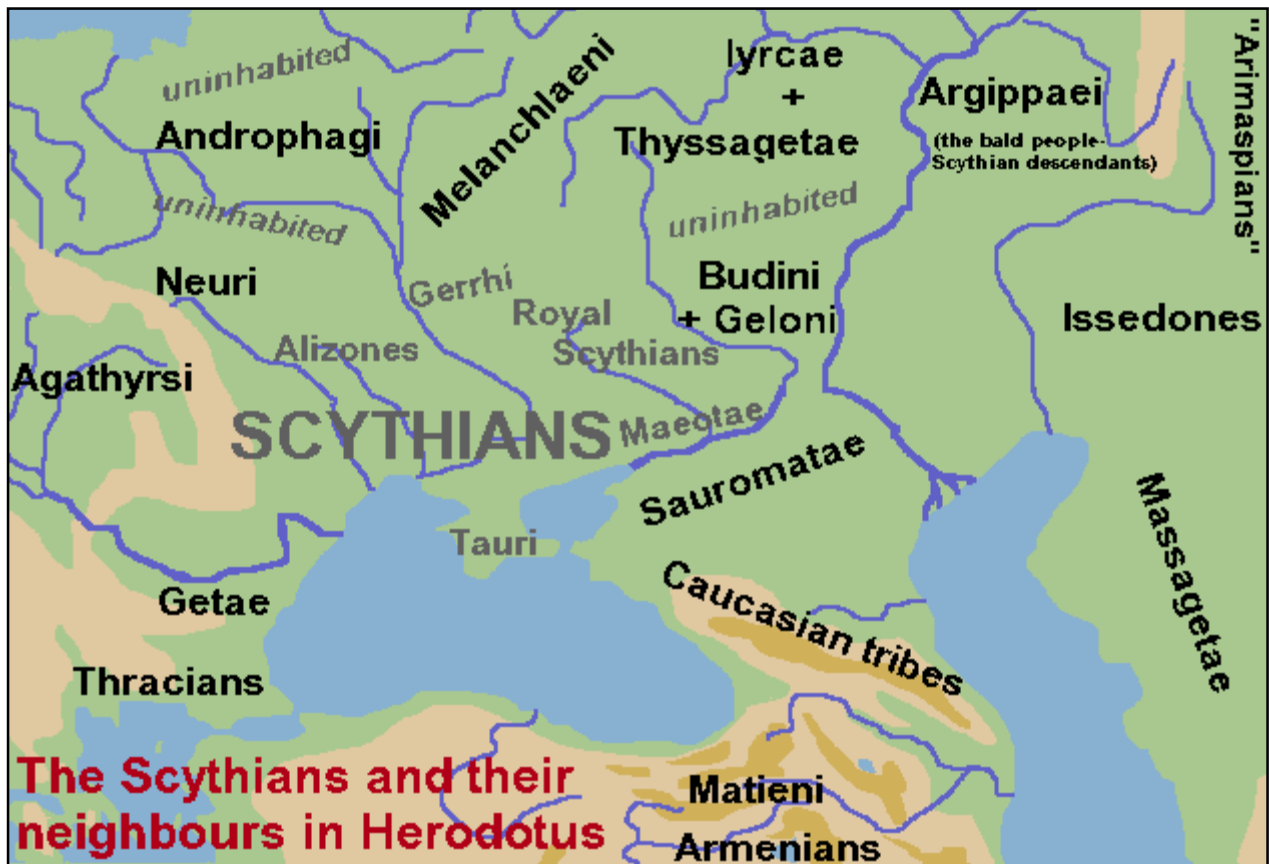 uninhabited
Androphagi
Melanchlaeni
Iyrcae
+
Thyssagetae
Argippaei
(the bald people-
Scythian descendants)
"Arimaspians"
uninhabited
uninhabited
Neuri
Gerrhi
Royal
Scythians
Budini
+ Geloni
Issedones
Alizones
Agathyrsi
SCYTHIANS
Maeotae
Sauromatae
Massagetae
Tauri
Getae
Caucasian tribes
Thracians
The Scythians and their
neighbours in Herodotus
Matieni
Armenians